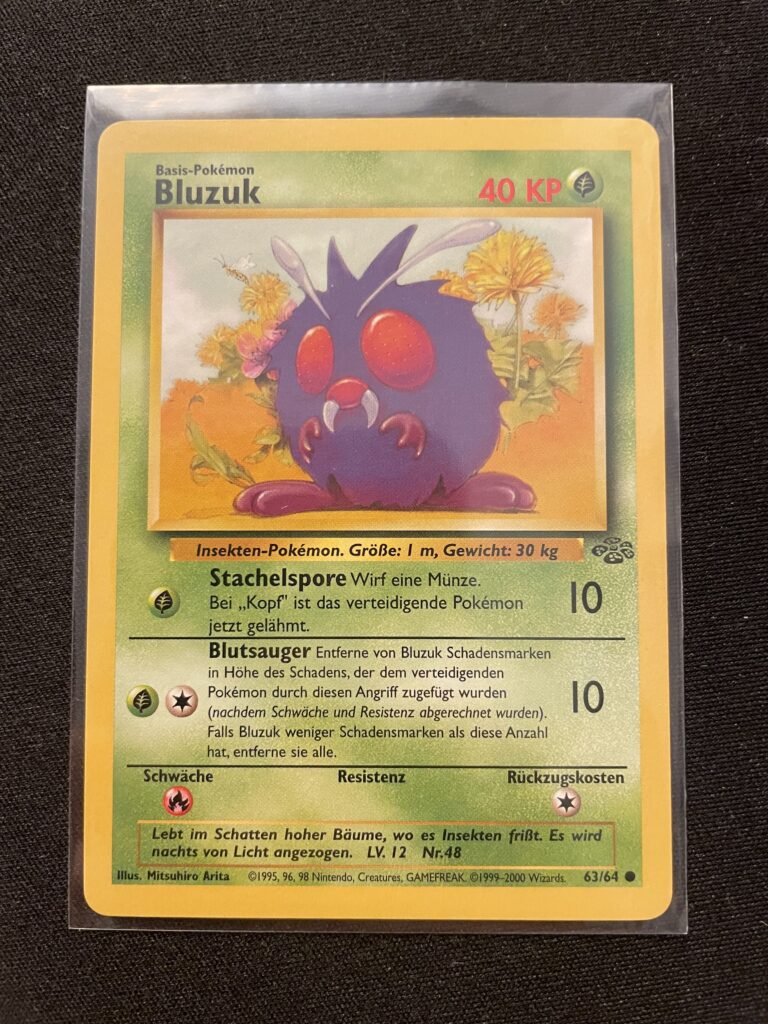 Basis-Pokémon
Bluzuk 40 KP
Insekten-Pokémon. Größe: 1 m, Gewicht: 30 kg
Stachelspore Wirf eine Münze.
Bei „Kopf" ist das verteidigende Pokémon
jetzt gelähmt.
10
Blutsauger Entferne von Bluzuk Schadensmarken
in Höhe des Schadens, der dem verteidigenden
Pokémon durch diesen Angriff zugefügt wurden
(nachdem Schwäche und Resistenz abgerechnet wurden).
Falls Bluzuk weniger Schadensmarken als diese Anzahl
hat, entferne sie alle.
10
Schwäche Resistenz Rückzugskosten
Lebt im Schatten hoher Bäume, wo es Insekten frißt. Es wird
nachts von Licht angezogen. LV. 12 Nr.48
Illus. Mitsuhiro Arita ©1995, 96, 98 Nintendo, Creatures, GAMEFREAK. ©1999–2000 Wizards. 63/64